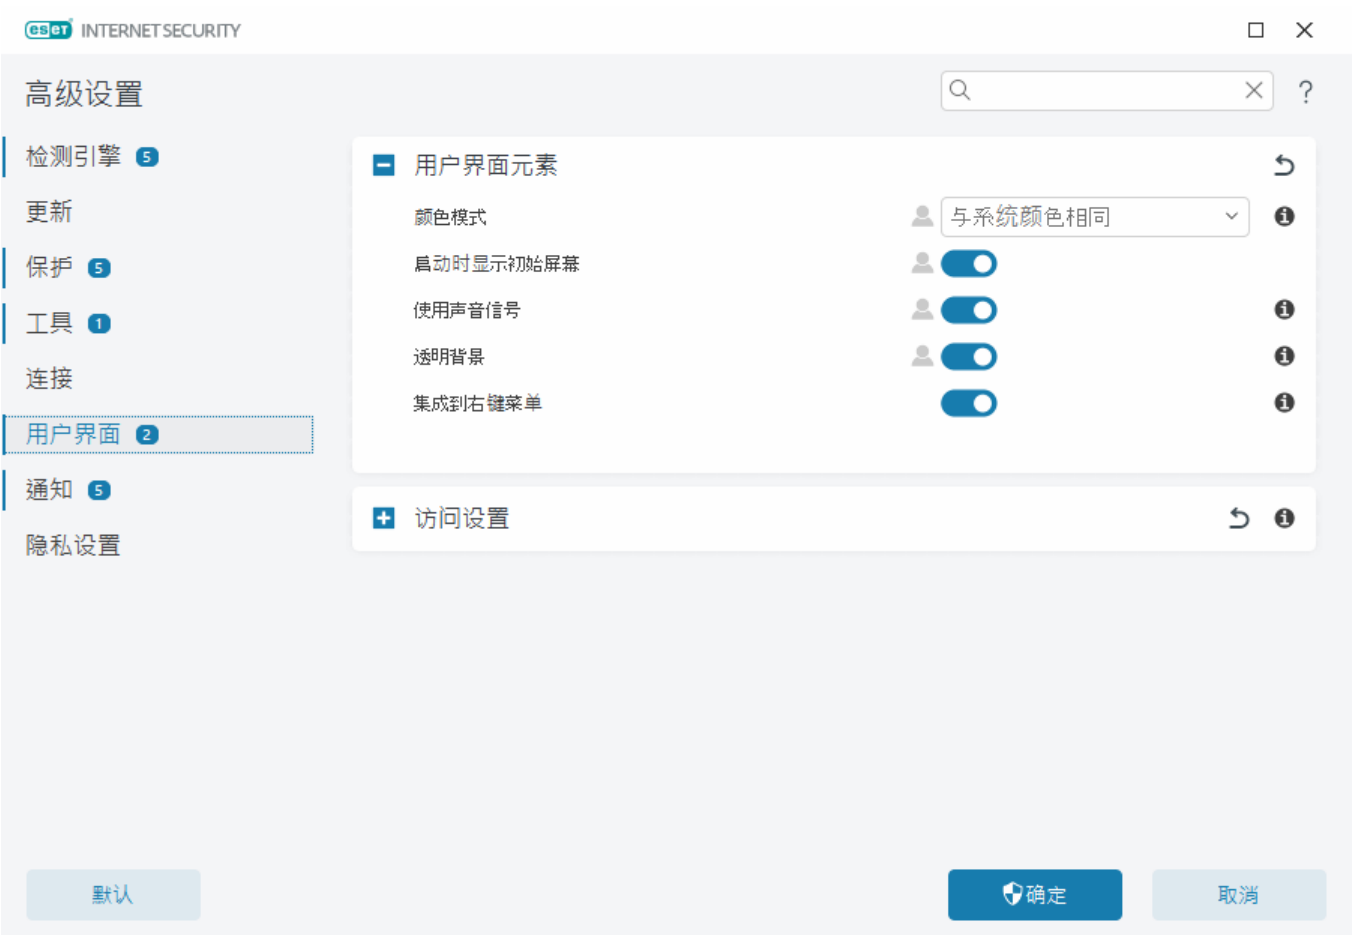 eset INTERNET SECURITY
高级设置
?
检测引擎 5
更新
保护 5
工具 1
连接
用户界面 2
通知 5
隐私设置
用户界面元素
颜色模式 与系统颜色相同
启动时显示初始屏幕
使用声音信号
透明背景
集成到右键菜单
访问设置
默认
确定
取消